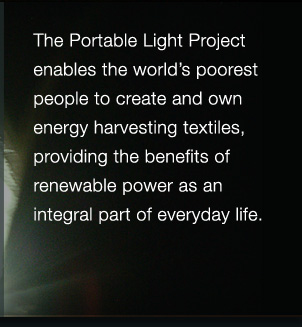 The Portable Light Project
enables the world's poorest
people to create and own
energy harvesting textiles,
providing the benefits of
renewable power as an
integral part of everyday life.